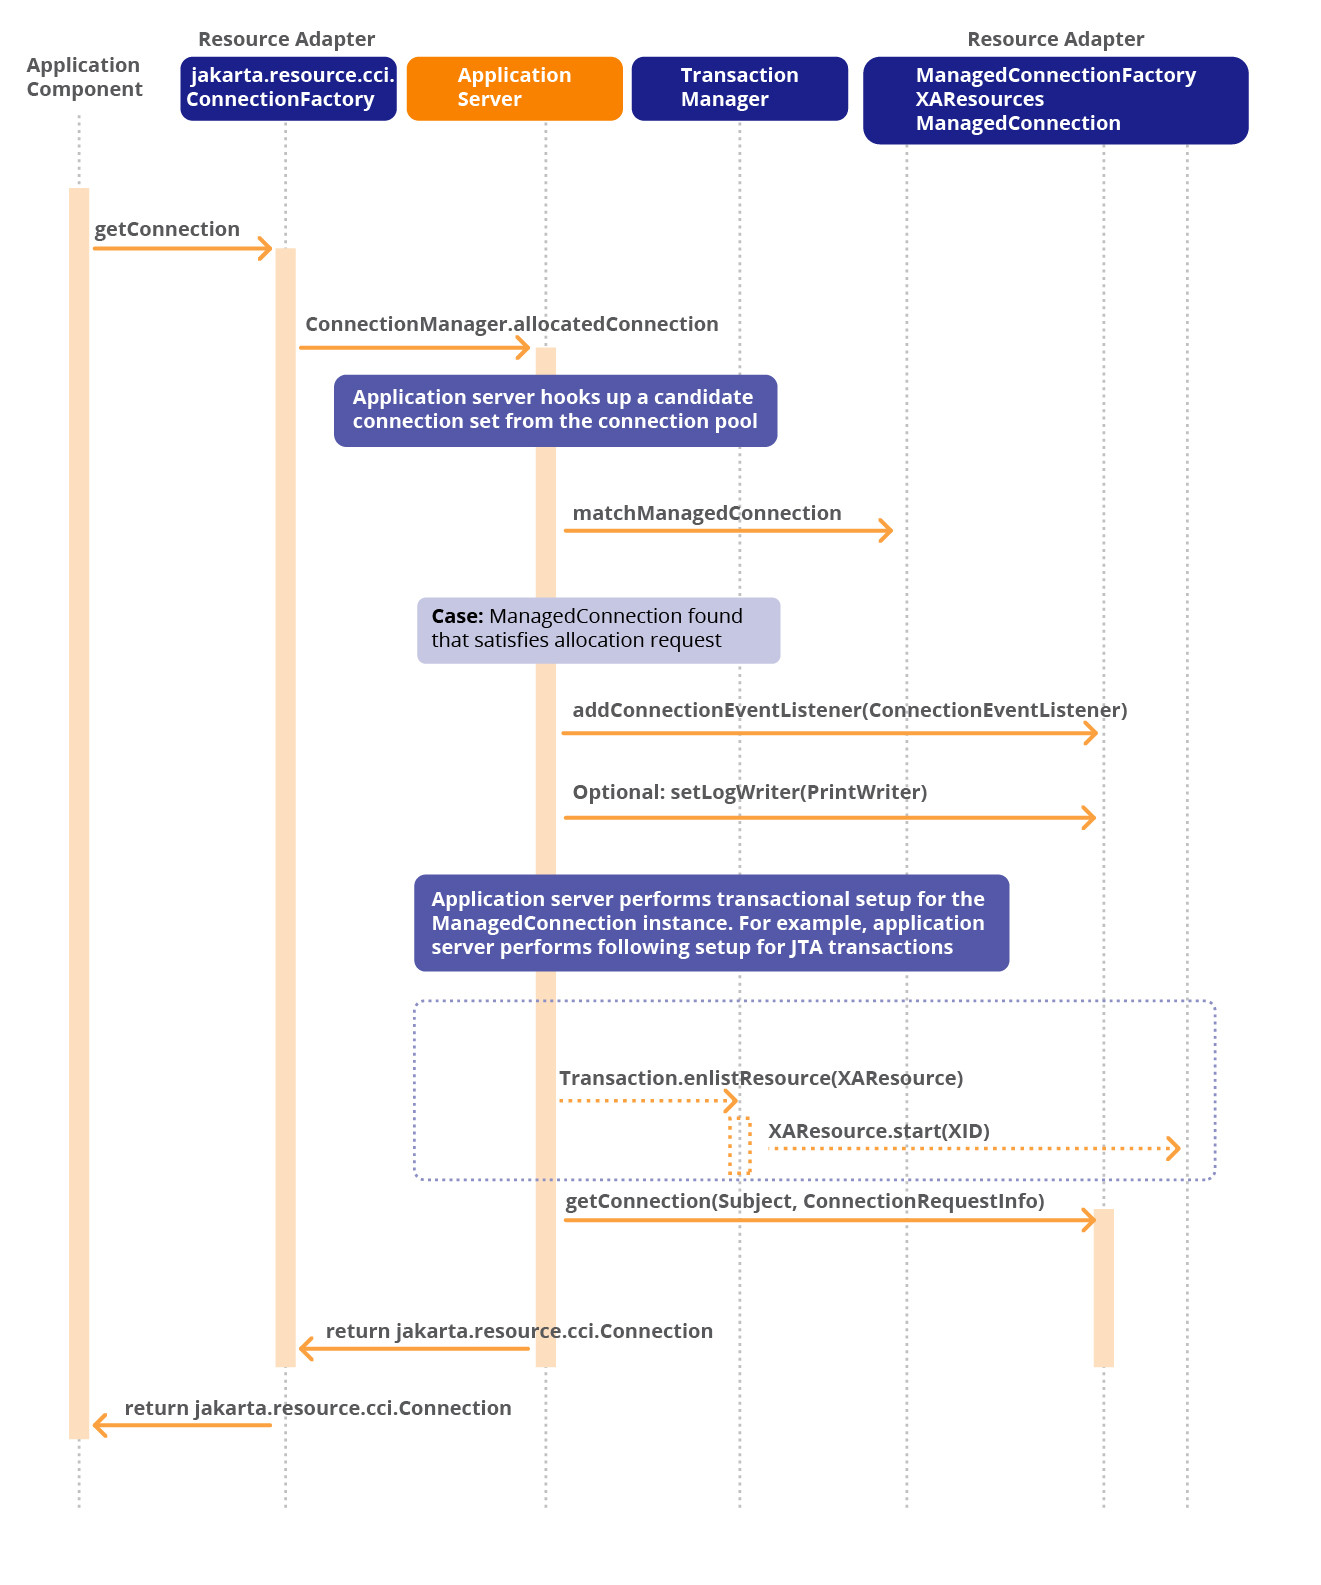 Resource Adapter
Resource Adapter
Application
Component
jakarta.resource.cci.
ConnectionFactory
Application
Server
Transaction
Manager
ManagedConnectionFactory
XAResources
ManagedConnection
getConnection
ConnectionManager.allocatedConnection
Application server hooks up a candidate
connection set from the connection pool
matchManagedConnection
Case: ManagedConnection found
that satisfies allocation request
addConnectionEventListener(ConnectionEventListener)
Optional: setLogWriter(PrintWriter)
Application server performs transactional setup for the
ManagedConnection instance. For example, application
server performs following setup for JTA transactions
Transaction.enlistResource(XAResource)
XAResource.start(XID)
getConnection(Subject, ConnectionRequestInfo)
return jakarta.resource.cci.Connection
return jakarta.resource.cci.Connection